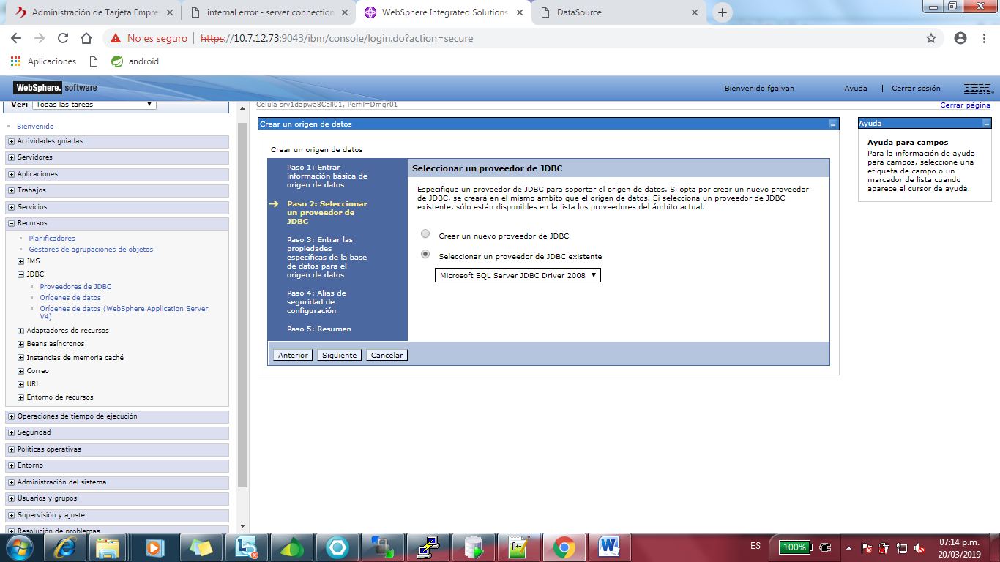 Administración de Tarjeta Empre
internal error - server connection
WebSphere Integrated Solutions
DataSource
No es seguro
https://10.7.12.73:9043/ibm/console/login.do?action=secure
Aplicaciones
android
WebSphere. software
Bienvenido fgalvan
Ayuda
Cerrar sesión
IBM.
Ver: Todas las tareas
Bienvenido
Actividades guiadas
Servidores
Aplicaciones
Trabajos
Servicios
Recursos
Planificadores
Gestores de agrupaciones de objetos
JMS
JDBC
Proveedores de JDBC
Orígenes de datos
Orígenes de datos (WebSphere Application Server
V4)
Adaptadores de recursos
Beans asíncronos
Instancias de memoria caché
Correo
URL
Entorno de recursos
Operaciones de tiempo de ejecución
Seguridad
Políticas operativas
Entorno
Administración del sistema
Usuarios y grupos
Supervisión y ajuste
Resolución de problemas
Célula srv1dapwa8Cell01, Perfil=Dmgr01
Cerrar página
Crear un origen de datos
Crear un origen de datos
Paso 1: Entrar
información básica de
origen de datos
Paso 2: Seleccionar
un proveedor de
JDBC
Paso 3: Entrar las
propiedades
específicas de la base
de datos para el
origen de datos
Paso 4: Alias de
seguridad de
configuración
Paso 5: Resumen
Seleccionar un proveedor de JDBC
Especifique un proveedor de JDBC para soportar el origen de datos. Si opta por crear un nuevo proveedor
de JDBC, se creará en el mismo ámbito que el origen de datos. Si selecciona un proveedor de JDBC
existente, sólo están disponibles en la lista los proveedores del ámbito actual.
Crear un nuevo proveedor de JDBC
Seleccionar un proveedor de JDBC existente
Microsoft SQL Server JDBC Driver 2008
Anterior
Siguiente
Cancelar
Ayuda
Ayuda para campos
Para la información de ayuda
para campos, seleccione una
etiqueta de campo o un
marcador de lista cuando
aparece el cursor de ayuda.
ES
100%
07:14 p.m.
20/03/2019